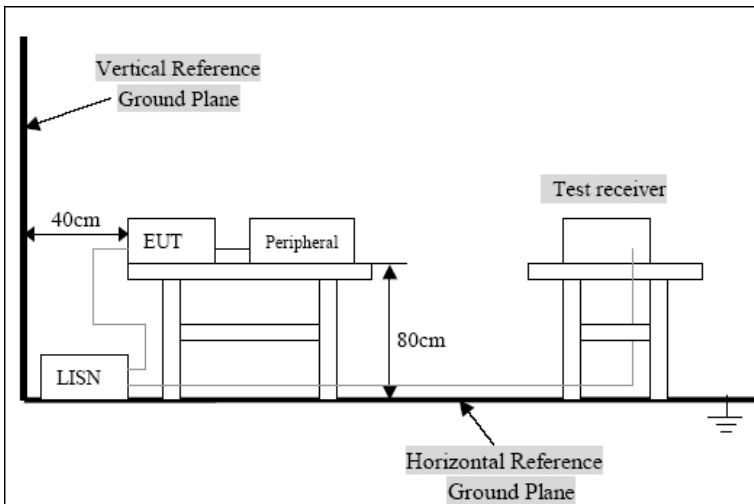 Vertical Reference
Ground Plane
Test receiver
40cm
EUT
Peripheral
80cm
LISN
Horizontal Reference
Ground Plane